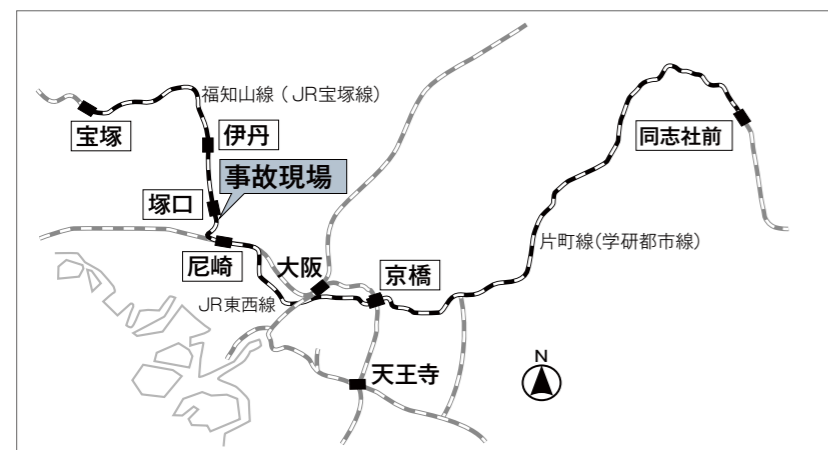 福知山線（JR宝塚線）
宝塚
伊丹
事故現場
塚口
尼崎
大阪
京橋
JR東西線
天王寺
同志社前
片町線(学研都市線)
N